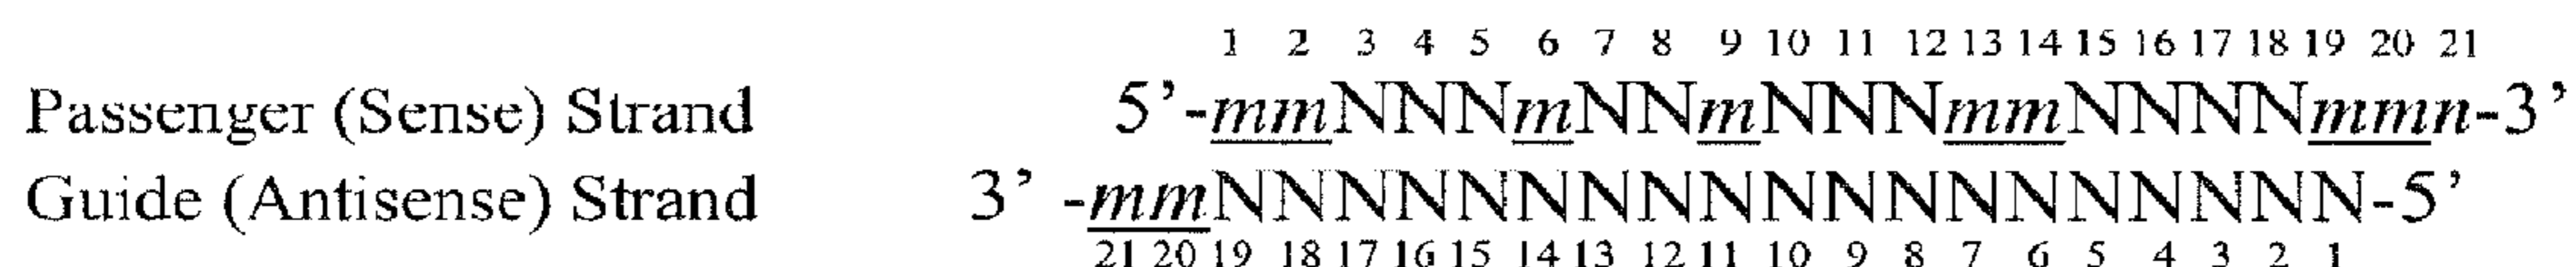 1 2 3 4 5 6 7 8 9 10 11 12 13 14 15 16 17 18 19 20 21
Passenger (Sense) Strand 5’-mmNNNmNNmNNNmmNNNNmmn-3’
Guide (Antisense) Strand 3’ -mmNNNNNNNNNNNNNNNNNNN-5’
21 20 19 18 17 16 15 14 13 12 11 10 9 8 7 6 5 4 3 2 1